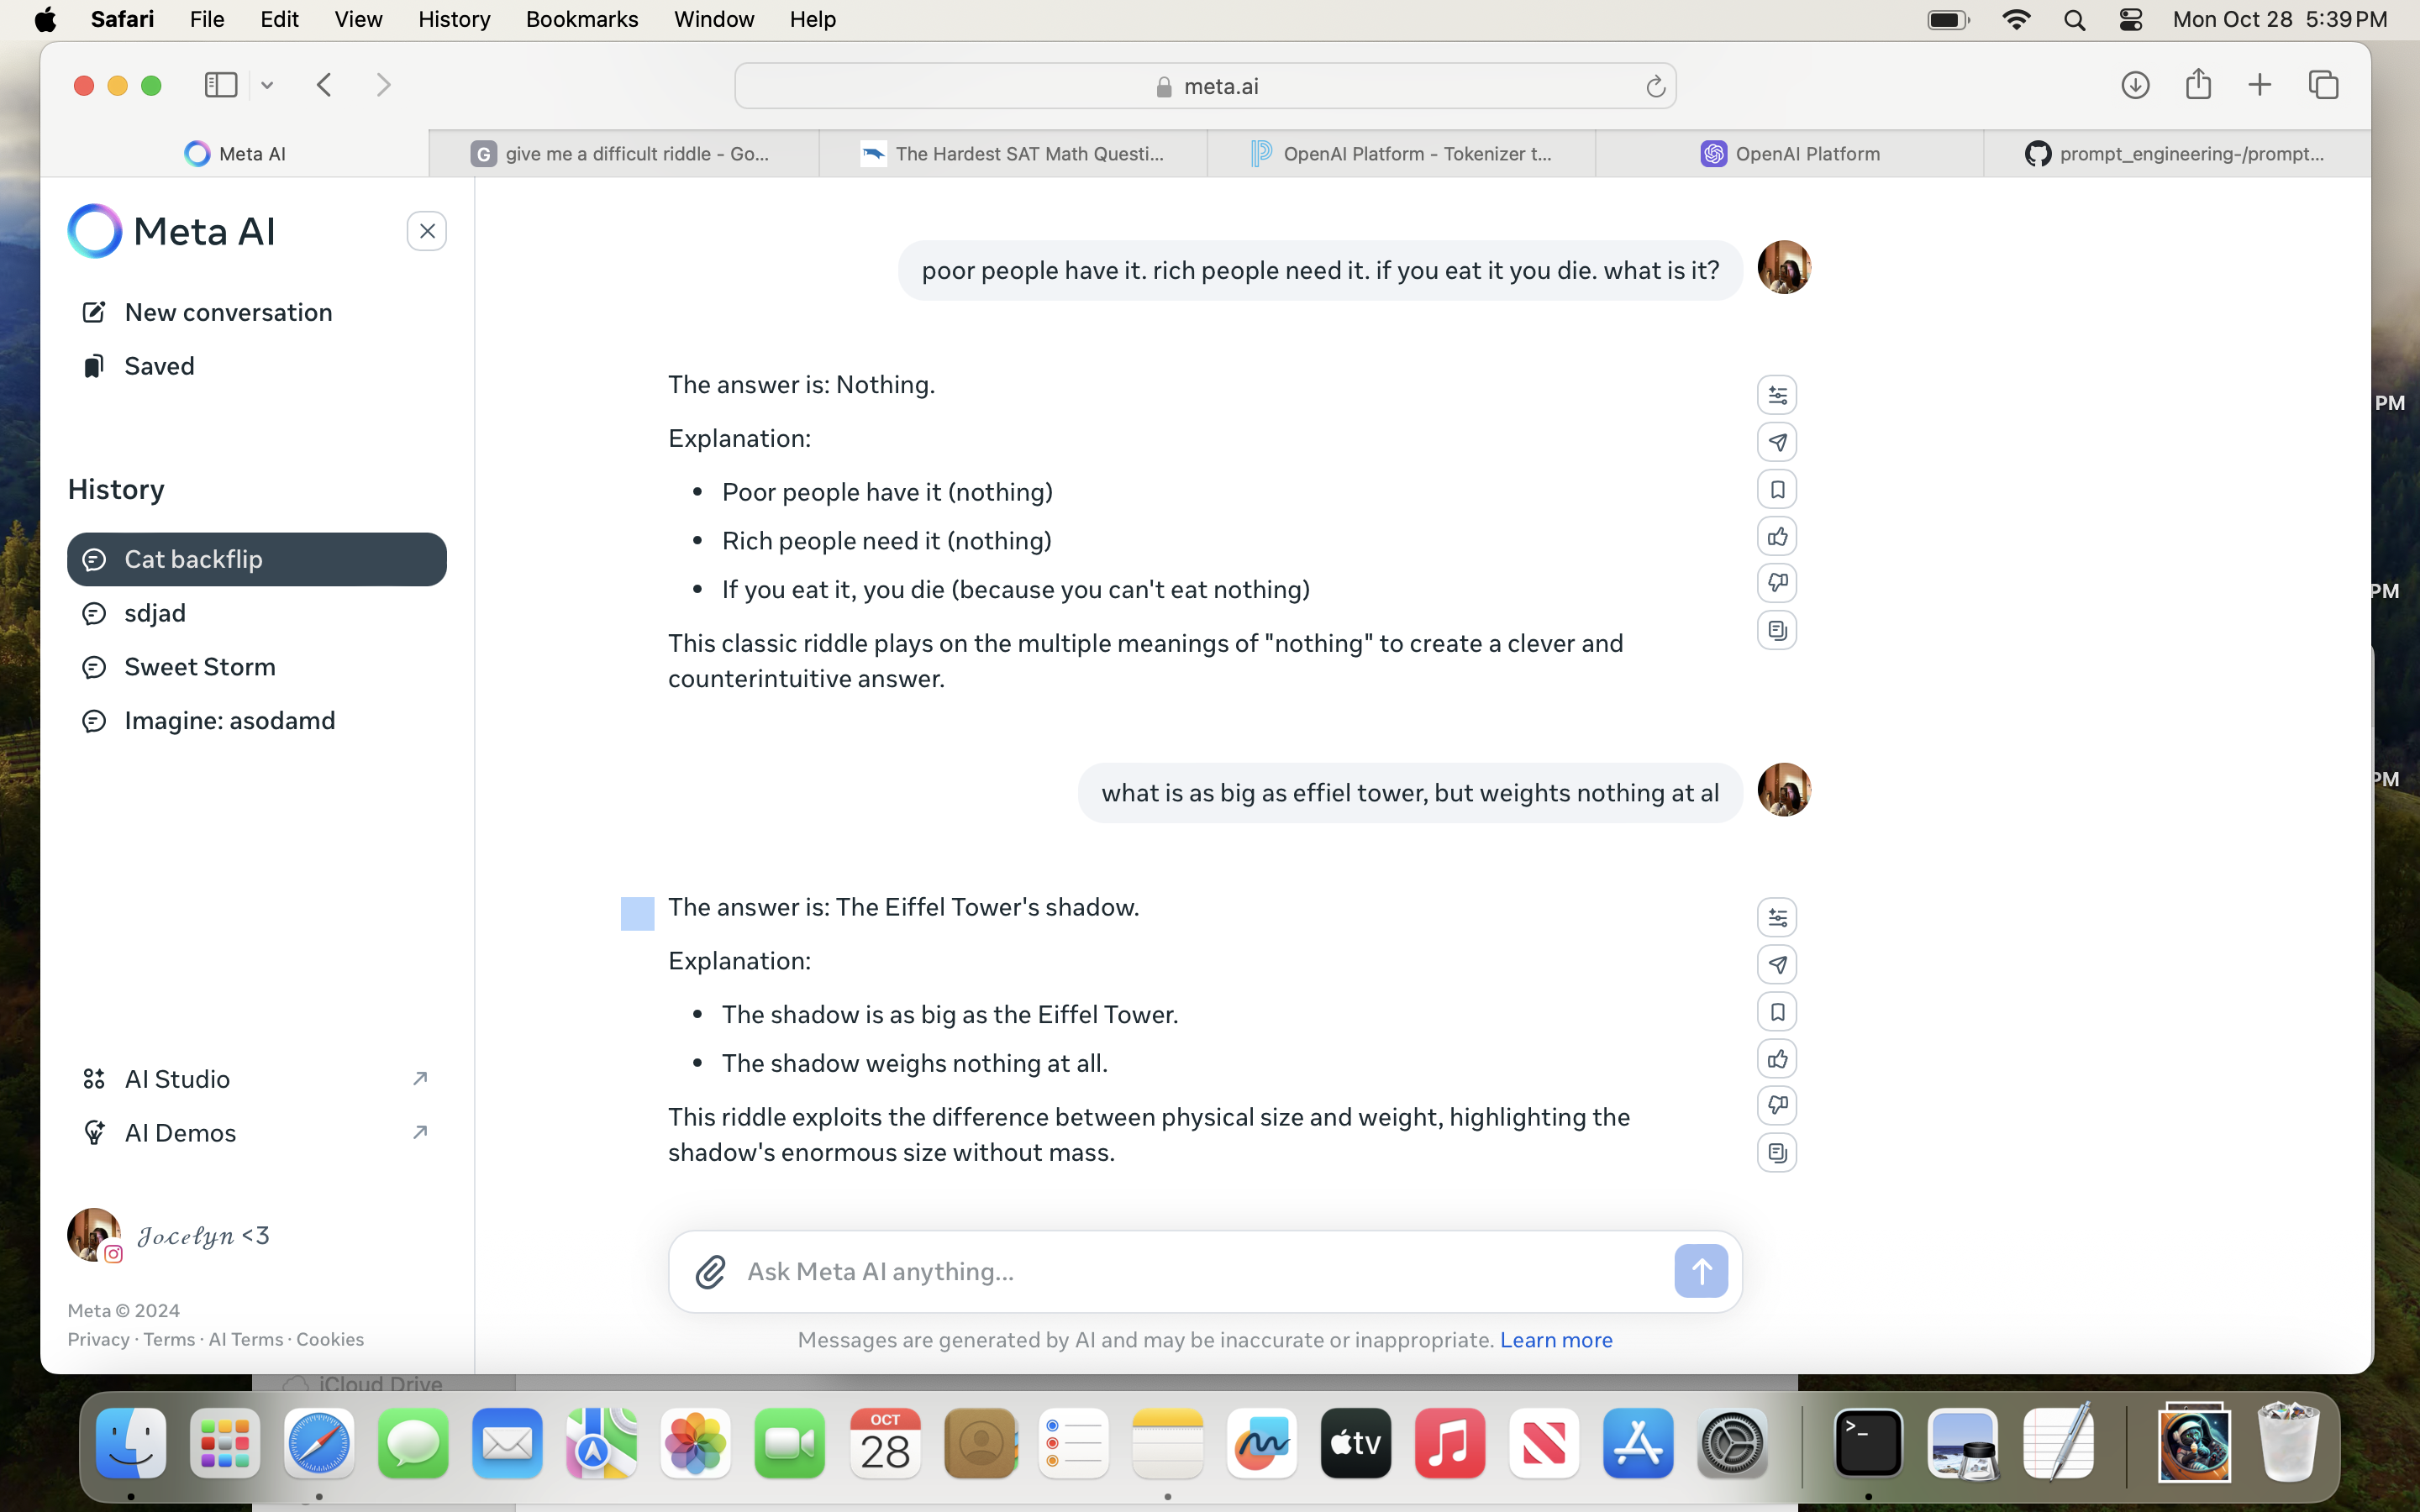 Safari File Edit View History Bookmarks Window Help Mon Oct 28 5:39 PM
meta.ai
Meta AI G give me a difficult riddle - Go... The Hardest SAT Math Questi... OpenAI Platform - Tokenizer t... OpenAI Platform prompt_engineering-/prompt...
Meta AI
New conversation
Saved
History
Cat backflip
sdjad
Sweet Storm
Imagine: asodamd
AI Studio
AI Demos
Jocelyn <3
Meta © 2024
Privacy · Terms · AI Terms · Cookies
poor people have it. rich people need it. if you eat it you die. what is it?
The answer is: Nothing.
Explanation:
• Poor people have it (nothing)
• Rich people need it (nothing)
• If you eat it, you die (because you can't eat nothing)
This classic riddle plays on the multiple meanings of "nothing" to create a clever and
counterintuitive answer.
what is as big as effiel tower, but weights nothing at al
The answer is: The Eiffel Tower's shadow.
Explanation:
• The shadow is as big as the Eiffel Tower.
• The shadow weighs nothing at all.
This riddle exploits the difference between physical size and weight, highlighting the
shadow's enormous size without mass.
Ask Meta AI anything...
Messages are generated by AI and may be inaccurate or inappropriate. Learn more
PM
PM
PM
iCloud Drive
OCT
28
tv
>_